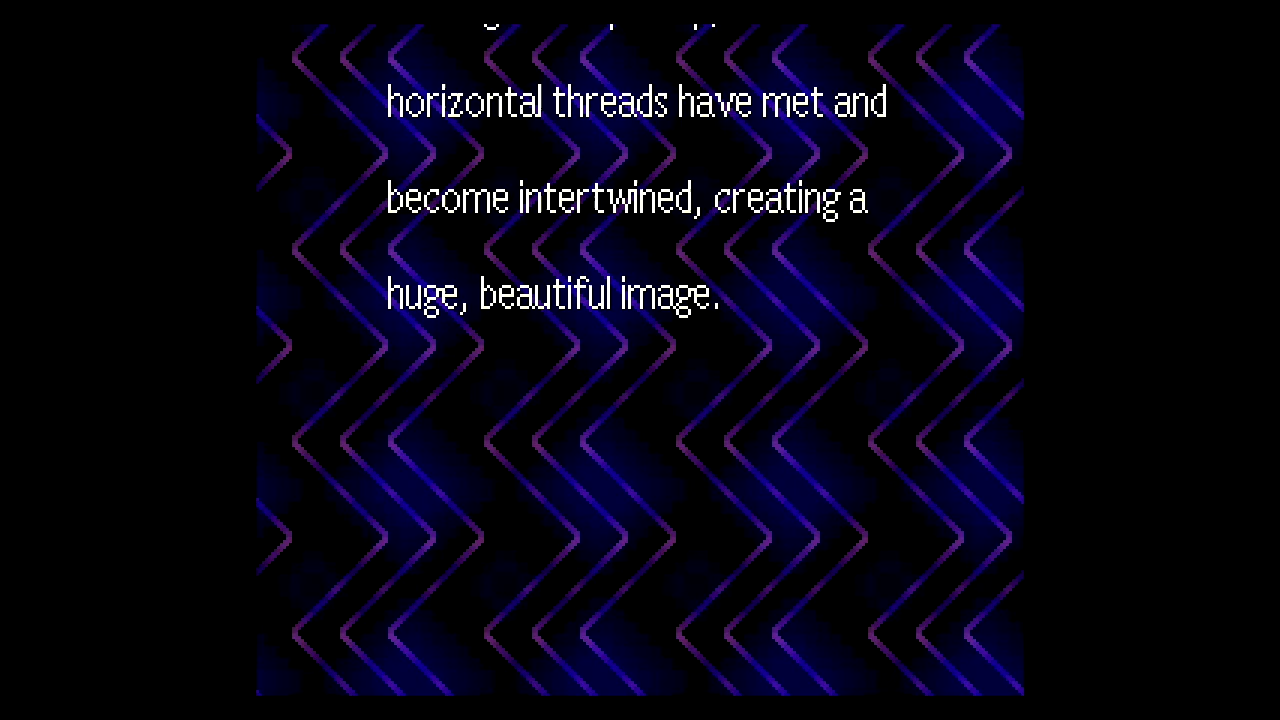 horizontal threads have met and
become intertwined, creating a
huge, beautiful image.